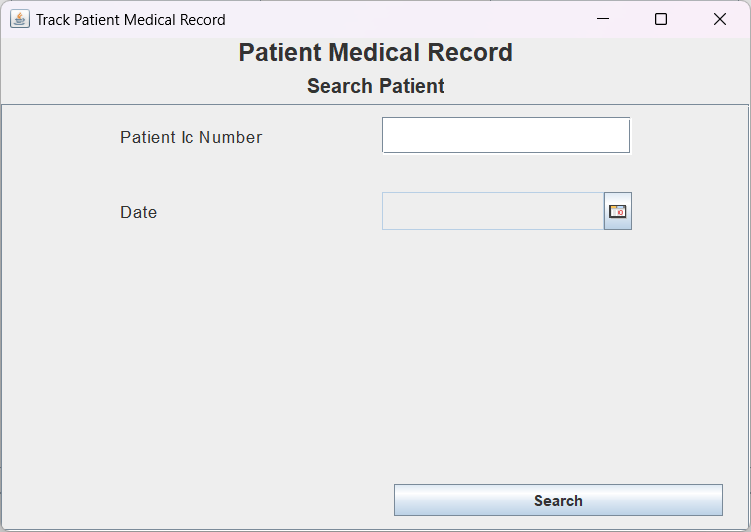 Track Patient Medical Record
Patient Medical Record
Search Patient
Patient Ic Number
Date
Search